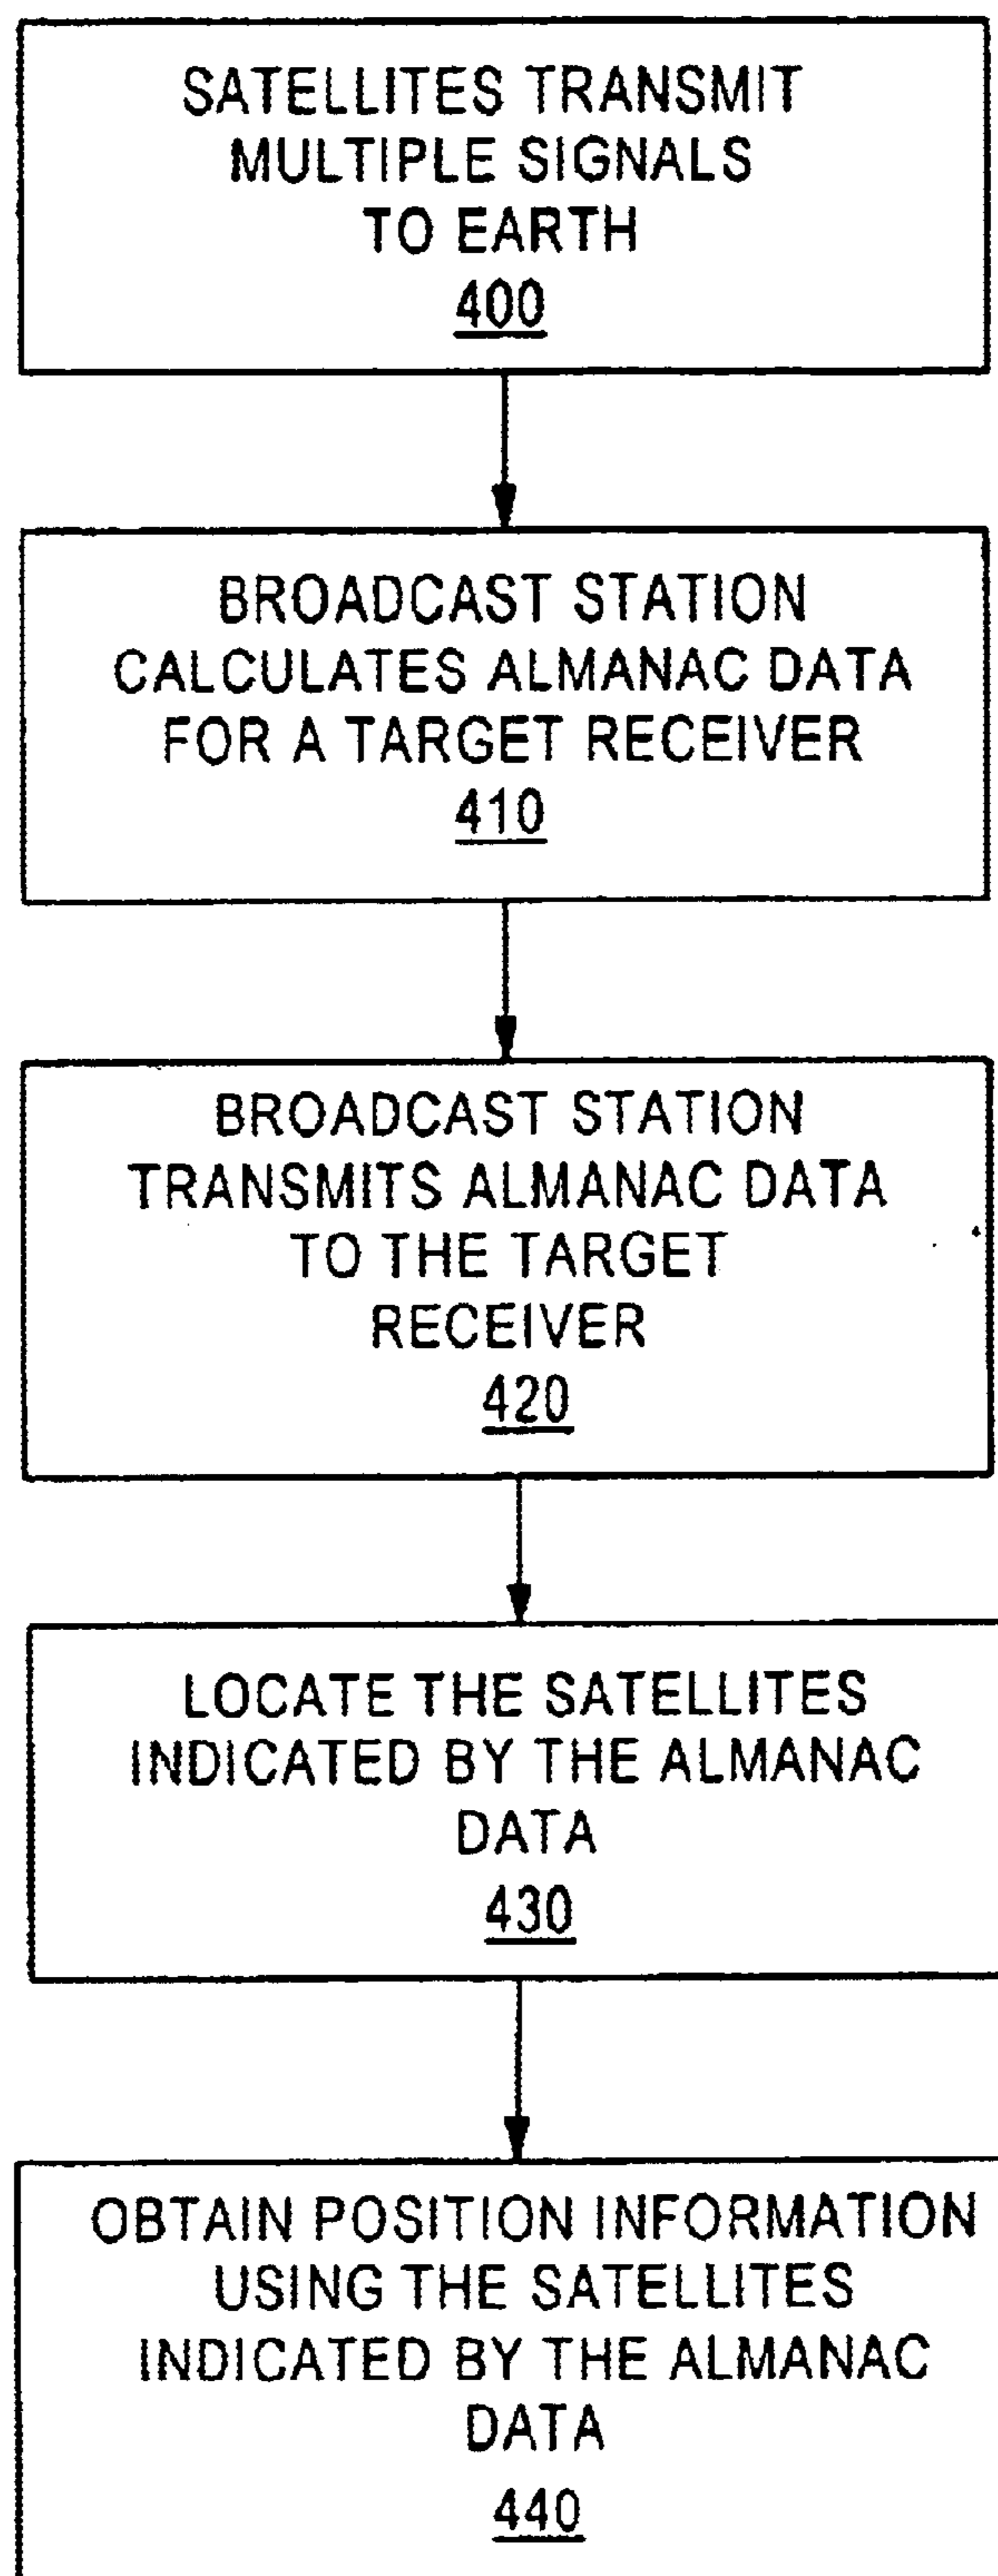 SATELLITES TRANSMIT
MULTIPLE SIGNALS
TO EARTH
400
BROADCAST STATION
CALCULATES ALMANAC DATA
FOR A TARGET RECEIVER
410
BROADCAST STATION
TRANSMITS ALMANAC DATA
TO THE TARGET
RECEIVER
420
LOCATE THE SATELLITES
INDICATED BY THE ALMANAC
DATA
430
OBTAIN POSITION INFORMATION
USING THE SATELLITES
INDICATED BY THE ALMANAC
DATA
440